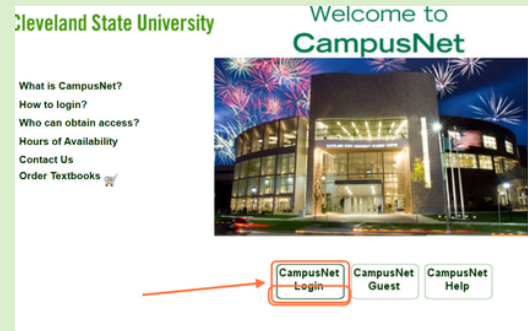 Cleveland State University
Welcome to
CampusNet
What is CampusNet?
How to login?
Who can obtain access?
Hours of Availability
Contact Us
Order Textbooks
CampusNet
Login
CampusNet
Guest
CampusNet
Help